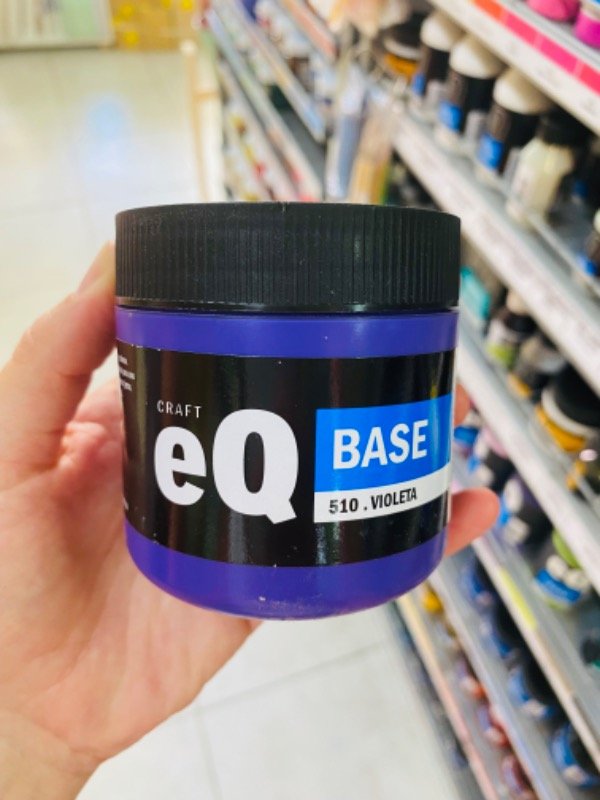 CRAFT
eQ
BASE
510 . VIOLETA